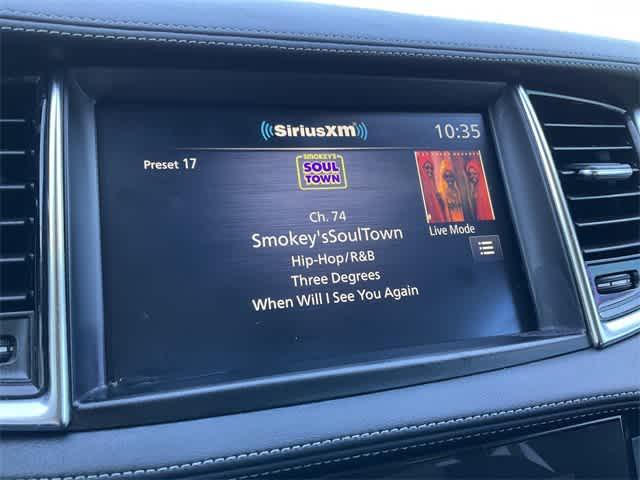 SiriusXM
10:35
Preset 17
SMOKEY'S
SOUL
TOWN
Ch. 74
Live Mode
Smokey'sSoulTown
Hip-Hop/R&B
Three Degrees
When Will I See You Again